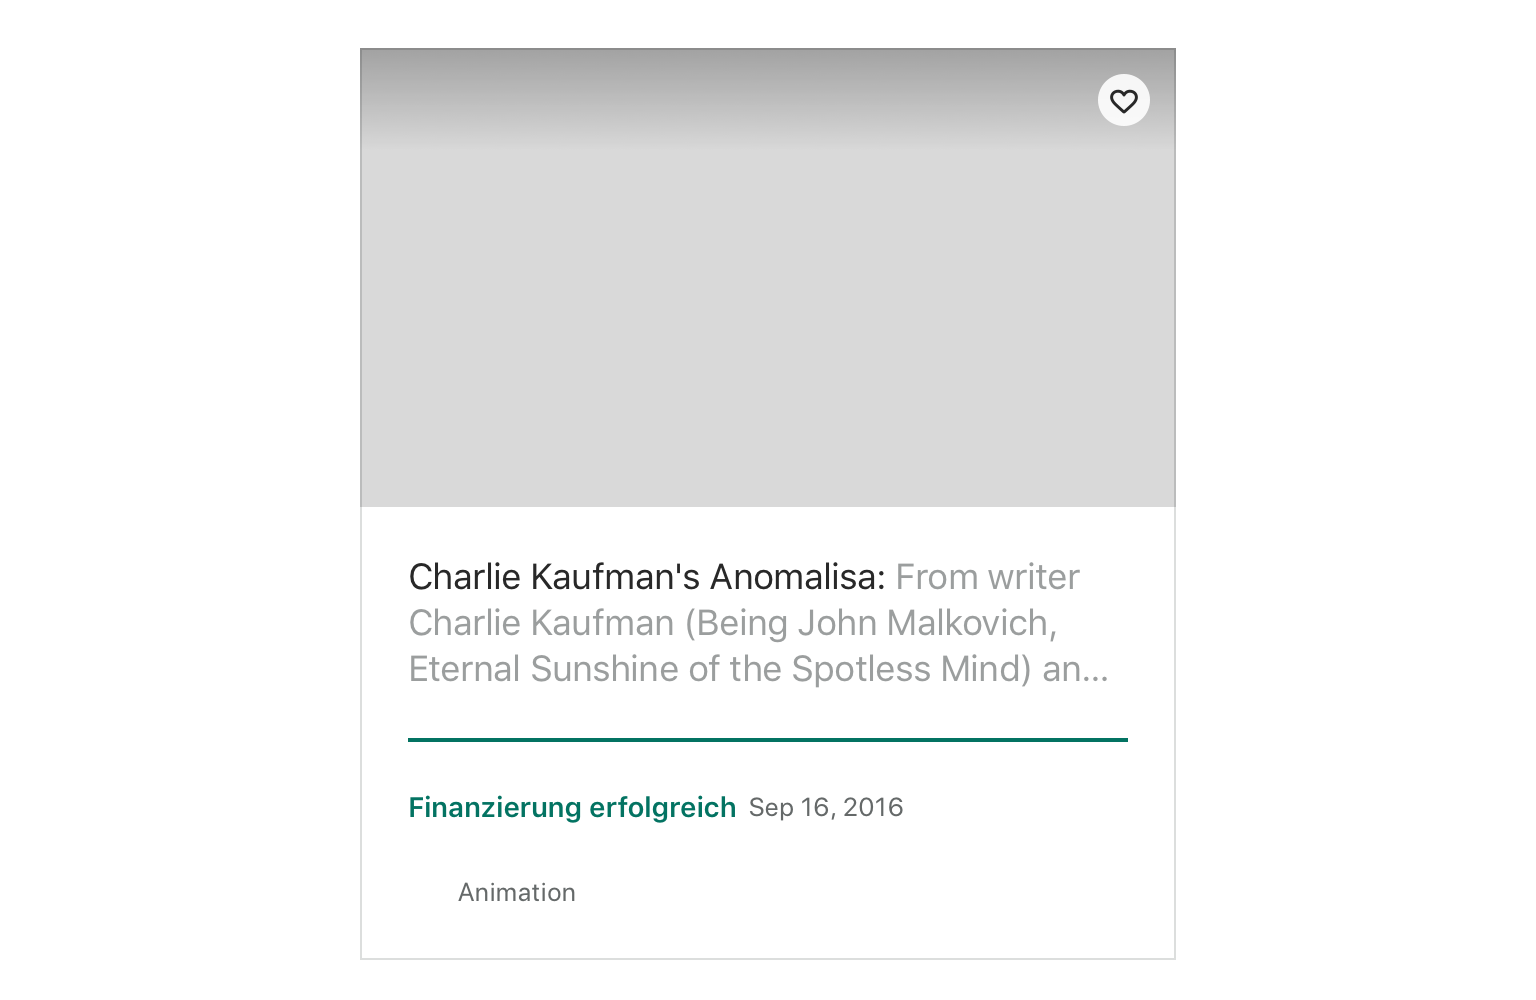 Charlie Kaufman's Anomalisa: From writer
Charlie Kaufman (Being John Malkovich,
Eternal Sunshine of the Spotless Mind) an...
Finanzierung erfolgreich Sep 16, 2016
Animation